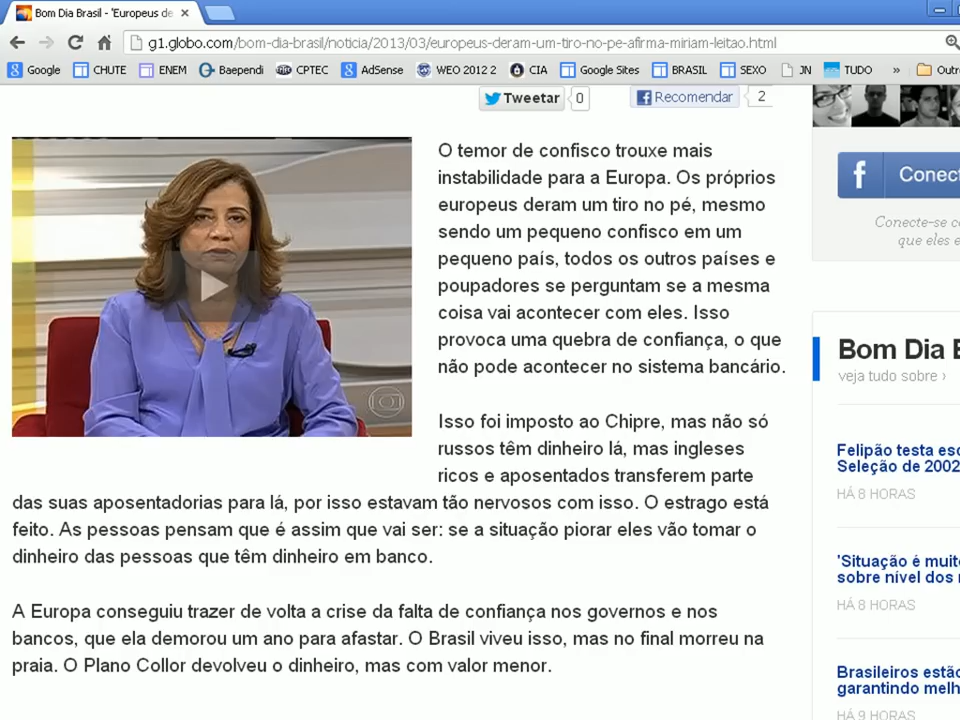 Bom Dia Brasil - 'Europeus de
g1.globo.com/bom-dia-brasil/noticia/2013/03/europeus-deram-um-tiro-no-pe-afirma-miriam-leitao.html
Google CHUTE ENEM Baependi CPTEC AdSense WEO 2012 2 CIA Google Sites BRASIL SEXO JN TUDO » Outr
Tweetar 0 Recomendar 2
O temor de confisco trouxe mais
instabilidade para a Europa. Os próprios
europeus deram um tiro no pé, mesmo
sendo um pequeno confisco em um
pequeno país, todos os outros países e
poupadores se perguntam se a mesma
coisa vai acontecer com eles. Isso
provoca uma quebra de confiança, o que
não pode acontecer no sistema bancário.
Isso foi imposto ao Chipre, mas não só
russos têm dinheiro lá, mas ingleses
ricos e aposentados transferem parte
das suas aposentadorias para lá, por isso estavam tão nervosos com isso. O estrago está
feito. As pessoas pensam que é assim que vai ser: se a situação piorar eles vão tomar o
dinheiro das pessoas que têm dinheiro em banco.
A Europa conseguiu trazer de volta a crise da falta de confiança nos governos e nos
bancos, que ela demorou um ano para afastar. O Brasil viveu isso, mas no final morreu na
praia. O Plano Collor devolveu o dinheiro, mas com valor menor.
f Conect
Conecte-se c
que eles e
Bom Dia B
veja tudo sobre ›
Felipão testa esc
Seleção de 2002
HÁ 8 HORAS
'Situação é muit
sobre nível dos
HÁ 8 HORAS
Brasileiros estão
garantindo melh
HÁ 9 HORAS